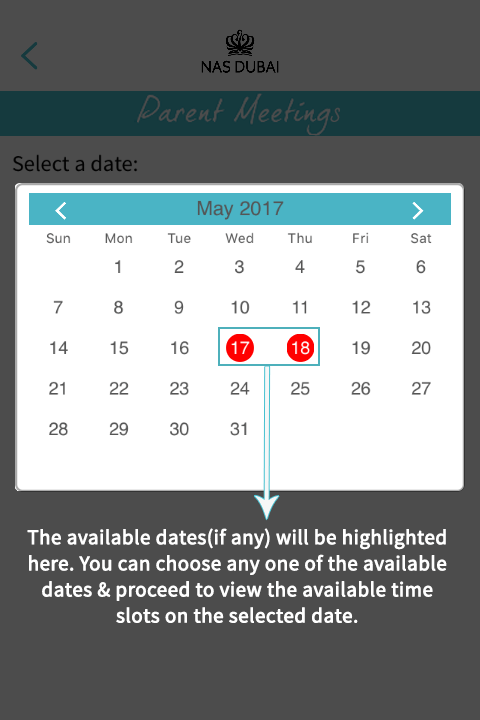 NAS DUBAI
Parent Meetings
Select a date:
May 2017
Sun Mon Tue Wed Thu Fri Sat
1 2 3 4 5 6
7 8 9 10 11 12 13
14 15 16 17 18 19 20
21 22 23 24 25 26 27
28 29 30 31
The available dates(if any) will be highlighted
here. You can choose any one of the available
dates & proceed to view the available time
slots on the selected date.